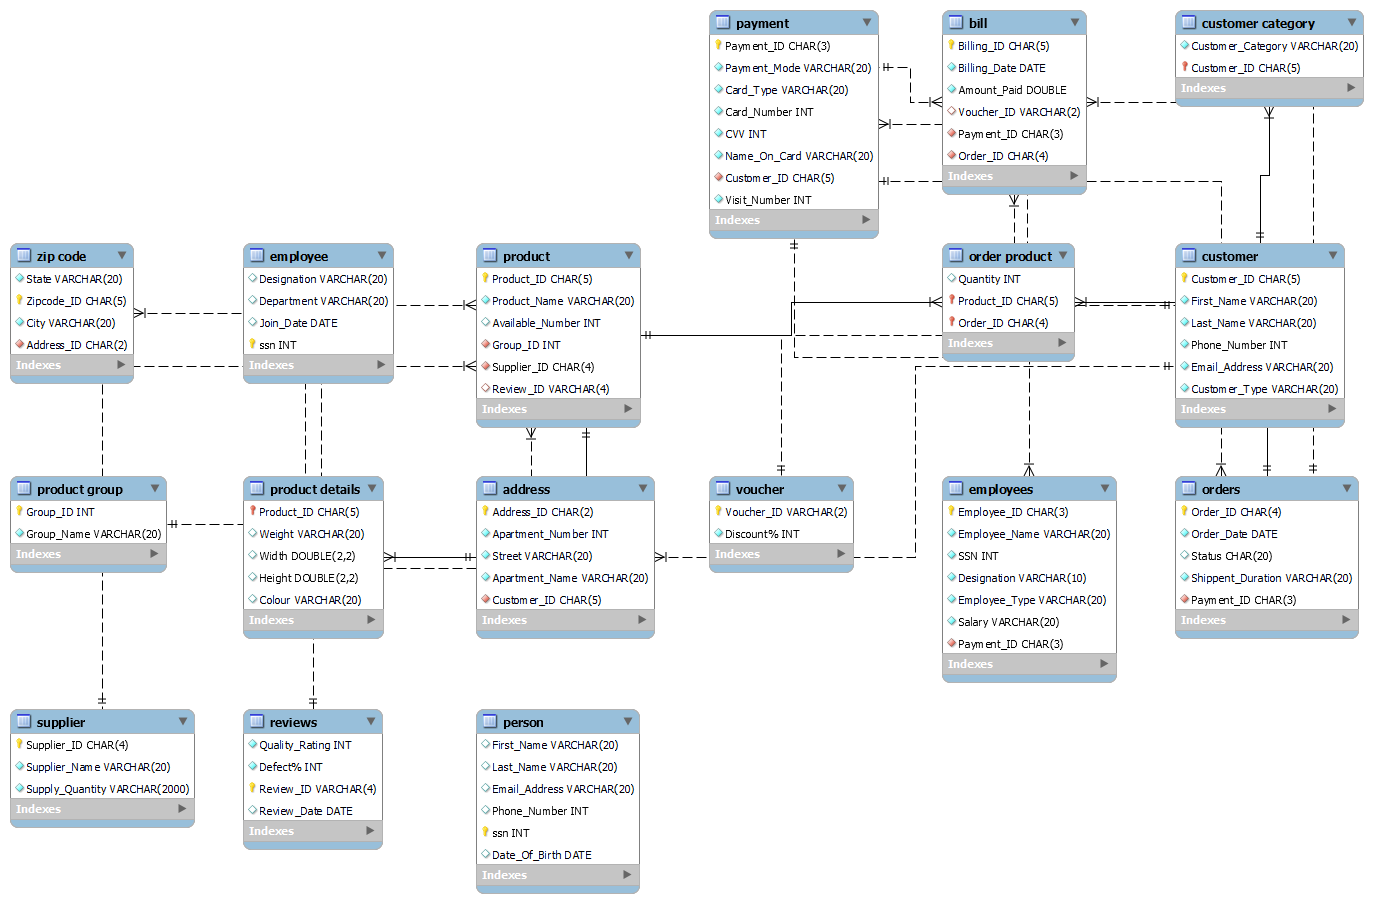 payment
Payment_ID CHAR(3)
Payment_Mode VARCHAR(20)
Card_Type VARCHAR(20)
Card_Number INT
CVV INT
Name_On_Card VARCHAR(20)
Customer_ID CHAR(5)
Visit_Number INT
Indexes
bill
Billing_ID CHAR(5)
Billing_Date DATE
Amount_Paid DOUBLE
Voucher_ID VARCHAR(2)
Payment_ID CHAR(3)
Order_ID CHAR(4)
Indexes
customer category
Customer_Category VARCHAR(20)
Customer_ID CHAR(5)
Indexes
zip code
State VARCHAR(20)
Zipcode_ID CHAR(5)
City VARCHAR(20)
Address_ID CHAR(2)
Indexes
employee
Designation VARCHAR(20)
Department VARCHAR(20)
Join_Date DATE
ssn INT
Indexes
product
Product_ID CHAR(5)
Product_Name VARCHAR(20)
Available_Number INT
Group_ID INT
Supplier_ID CHAR(4)
Review_ID VARCHAR(4)
Indexes
order product
Quantity INT
Product_ID CHAR(5)
Order_ID CHAR(4)
Indexes
customer
Customer_ID CHAR(5)
First_Name VARCHAR(20)
Last_Name VARCHAR(20)
Phone_Number INT
Email_Address VARCHAR(20)
Customer_Type VARCHAR(20)
Indexes
product group
Group_ID INT
Group_Name VARCHAR(20)
Indexes
product details
Product_ID CHAR(5)
Weight VARCHAR(20)
Width DOUBLE(2,2)
Height DOUBLE(2,2)
Colour VARCHAR(20)
Indexes
address
Address_ID CHAR(2)
Apartment_Number INT
Street VARCHAR(20)
Apartment_Name VARCHAR(20)
Customer_ID CHAR(5)
Indexes
voucher
Voucher_ID VARCHAR(2)
Discount% INT
Indexes
employees
Employee_ID CHAR(3)
Employee_Name VARCHAR(20)
SSN INT
Designation VARCHAR(10)
Employee_Type VARCHAR(20)
Salary VARCHAR(20)
Payment_ID CHAR(3)
Indexes
orders
Order_ID CHAR(4)
Order_Date DATE
Status CHAR(20)
Shippent_Duration VARCHAR(20)
Payment_ID CHAR(3)
Indexes
supplier
Supplier_ID CHAR(4)
Supplier_Name VARCHAR(20)
Supply_Quantity VARCHAR(2000)
Indexes
reviews
Quality_Rating INT
Defect% INT
Review_ID VARCHAR(4)
Review_Date DATE
Indexes
person
First_Name VARCHAR(20)
Last_Name VARCHAR(20)
Email_Address VARCHAR(20)
Phone_Number INT
ssn INT
Date_Of_Birth DATE
Indexes